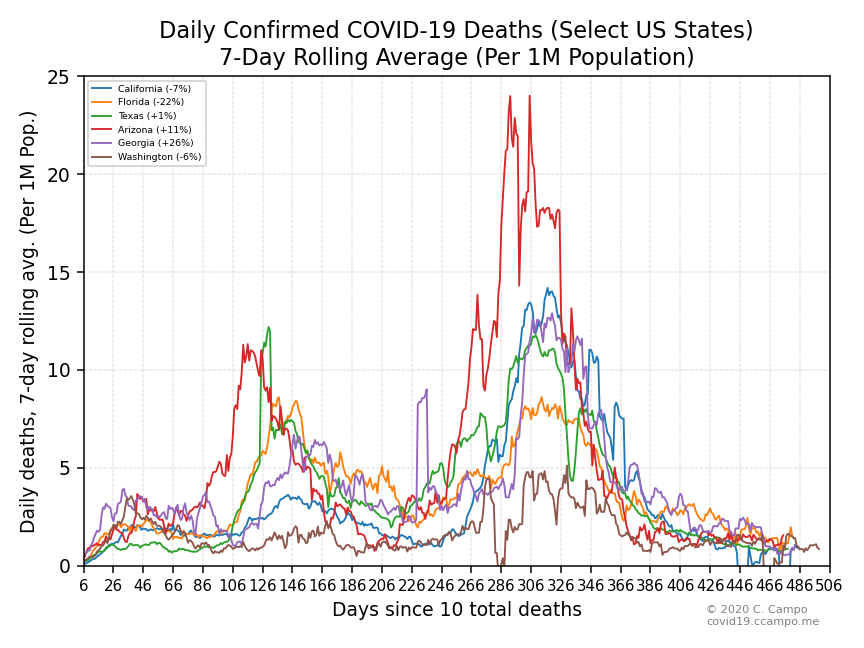 Daily Confirmed COVID-19 Deaths (Select US States)
7-Day Rolling Average (Per 1M Population)
Daily deaths, 7-day rolling avg. (Per 1M Pop.)
25
20
15
10
5
0
California (-7%)
Florida (-22%)
Texas (+1%)
Arizona (+11%)
Georgia (+26%)
Washington (-6%)
6 26 46 66 86 106 126 146 166 186 206 226 246 266 286 306 326 346 366 386 406 426 446 466 486 506
Days since 10 total deaths
© 2020 C. Campo
covid19.ccampo.me